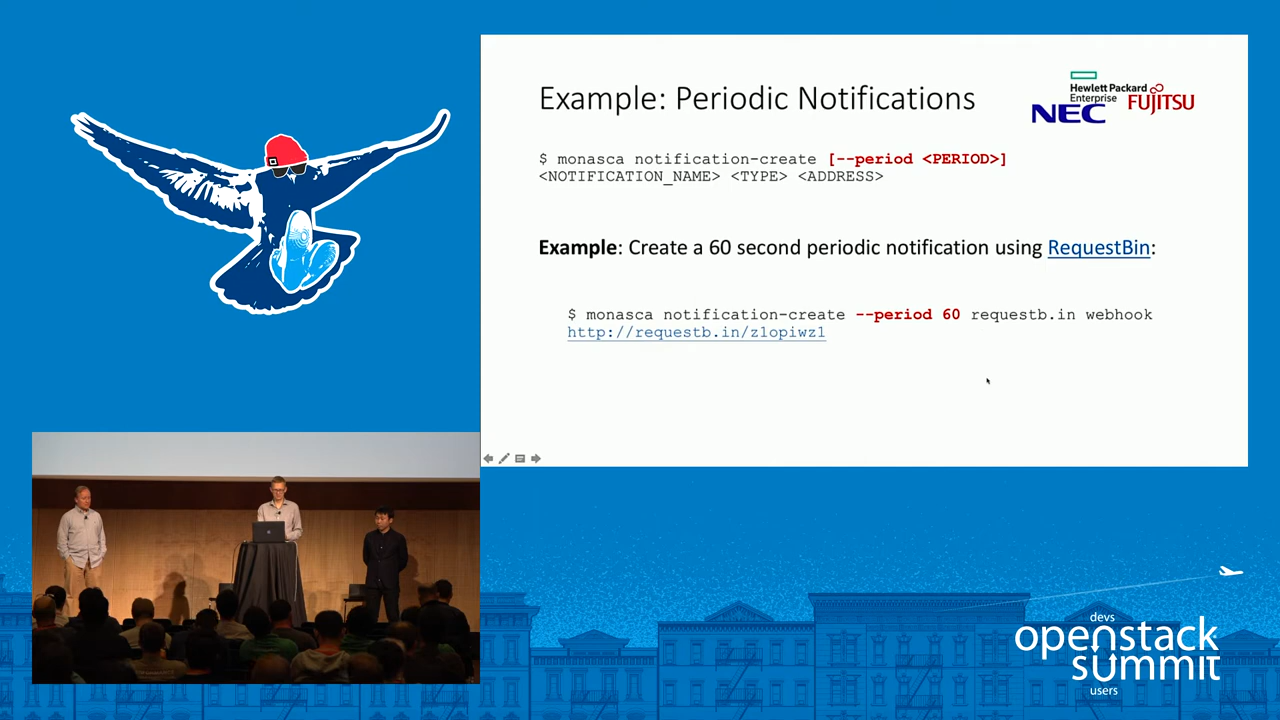 Example: Periodic Notifications
Hewlett Packard
Enterprise
NEC
FUJITSU
$ monasca notification-create [--period <PERIOD>]
<NOTIFICATION_NAME> <TYPE> <ADDRESS>
Example: Create a 60 second periodic notification using RequestBin:
$ monasca notification-create --period 60 requestb.in webhook
http://requestb.in/z1opiwz1
devs
openstack
summit
users